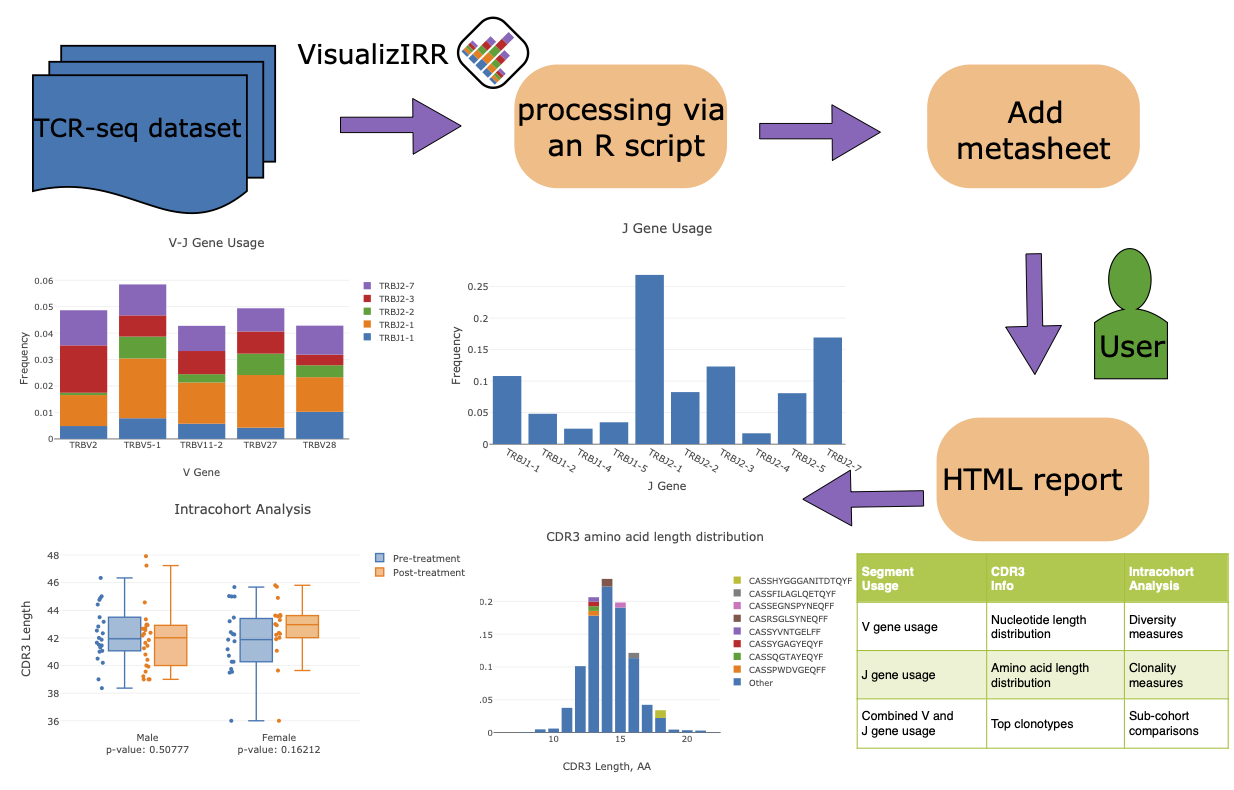 VisualizIRR
TCR-seq dataset
processing via
an R script
Add
metasheet
User
HTML report
V-J Gene Usage
0.06
0.05
0.04
0.03
0.02
0.01
0
Frequency
TRBV2 TRBV5-1 TRBV11-2 TRBV27 TRBV28
V Gene
TRBJ2-7
TRBJ2-3
TRBJ2-2
TRBJ2-1
TRBJ1-1
J Gene Usage
0.25
0.2
0.15
0.1
0.05
0
Frequency
TRBJ1-1 TRBJ1-2 TRBJ1-4 TRBJ1-5 TRBJ2-1 TRBJ2-2 TRBJ2-3 TRBJ2-4 TRBJ2-5 TRBJ2-7
J Gene
Intracohort Analysis
48
46
44
42
40
38
36
CDR3 Length
Male Female
p-value: 0.50777 p-value: 0.16212
Pre-treatment
Post-treatment
CDR3 amino acid length distribution
0.2
.15
0.1
.05
0
10 15 20
CDR3 Length, AA
CASSHYGGGANITDTQYF
CASSFILAGLQETQYF
CASSEGNSPYNEQFF
CASRSGLSYNEQFF
CASSYVNTGELFF
CASSYGAGYEQYF
CASSQGTAYEQYF
CASSPWDVGEQFF
Other
Segment
Usage
CDR3
Info
Intracohort
Analysis
V gene usage
Nucleotide length
distribution
Diversity
measures
J gene usage
Amino acid length
distribution
Clonality
measures
Combined V and
J gene usage
Top clonotypes
Sub-cohort
comparisons